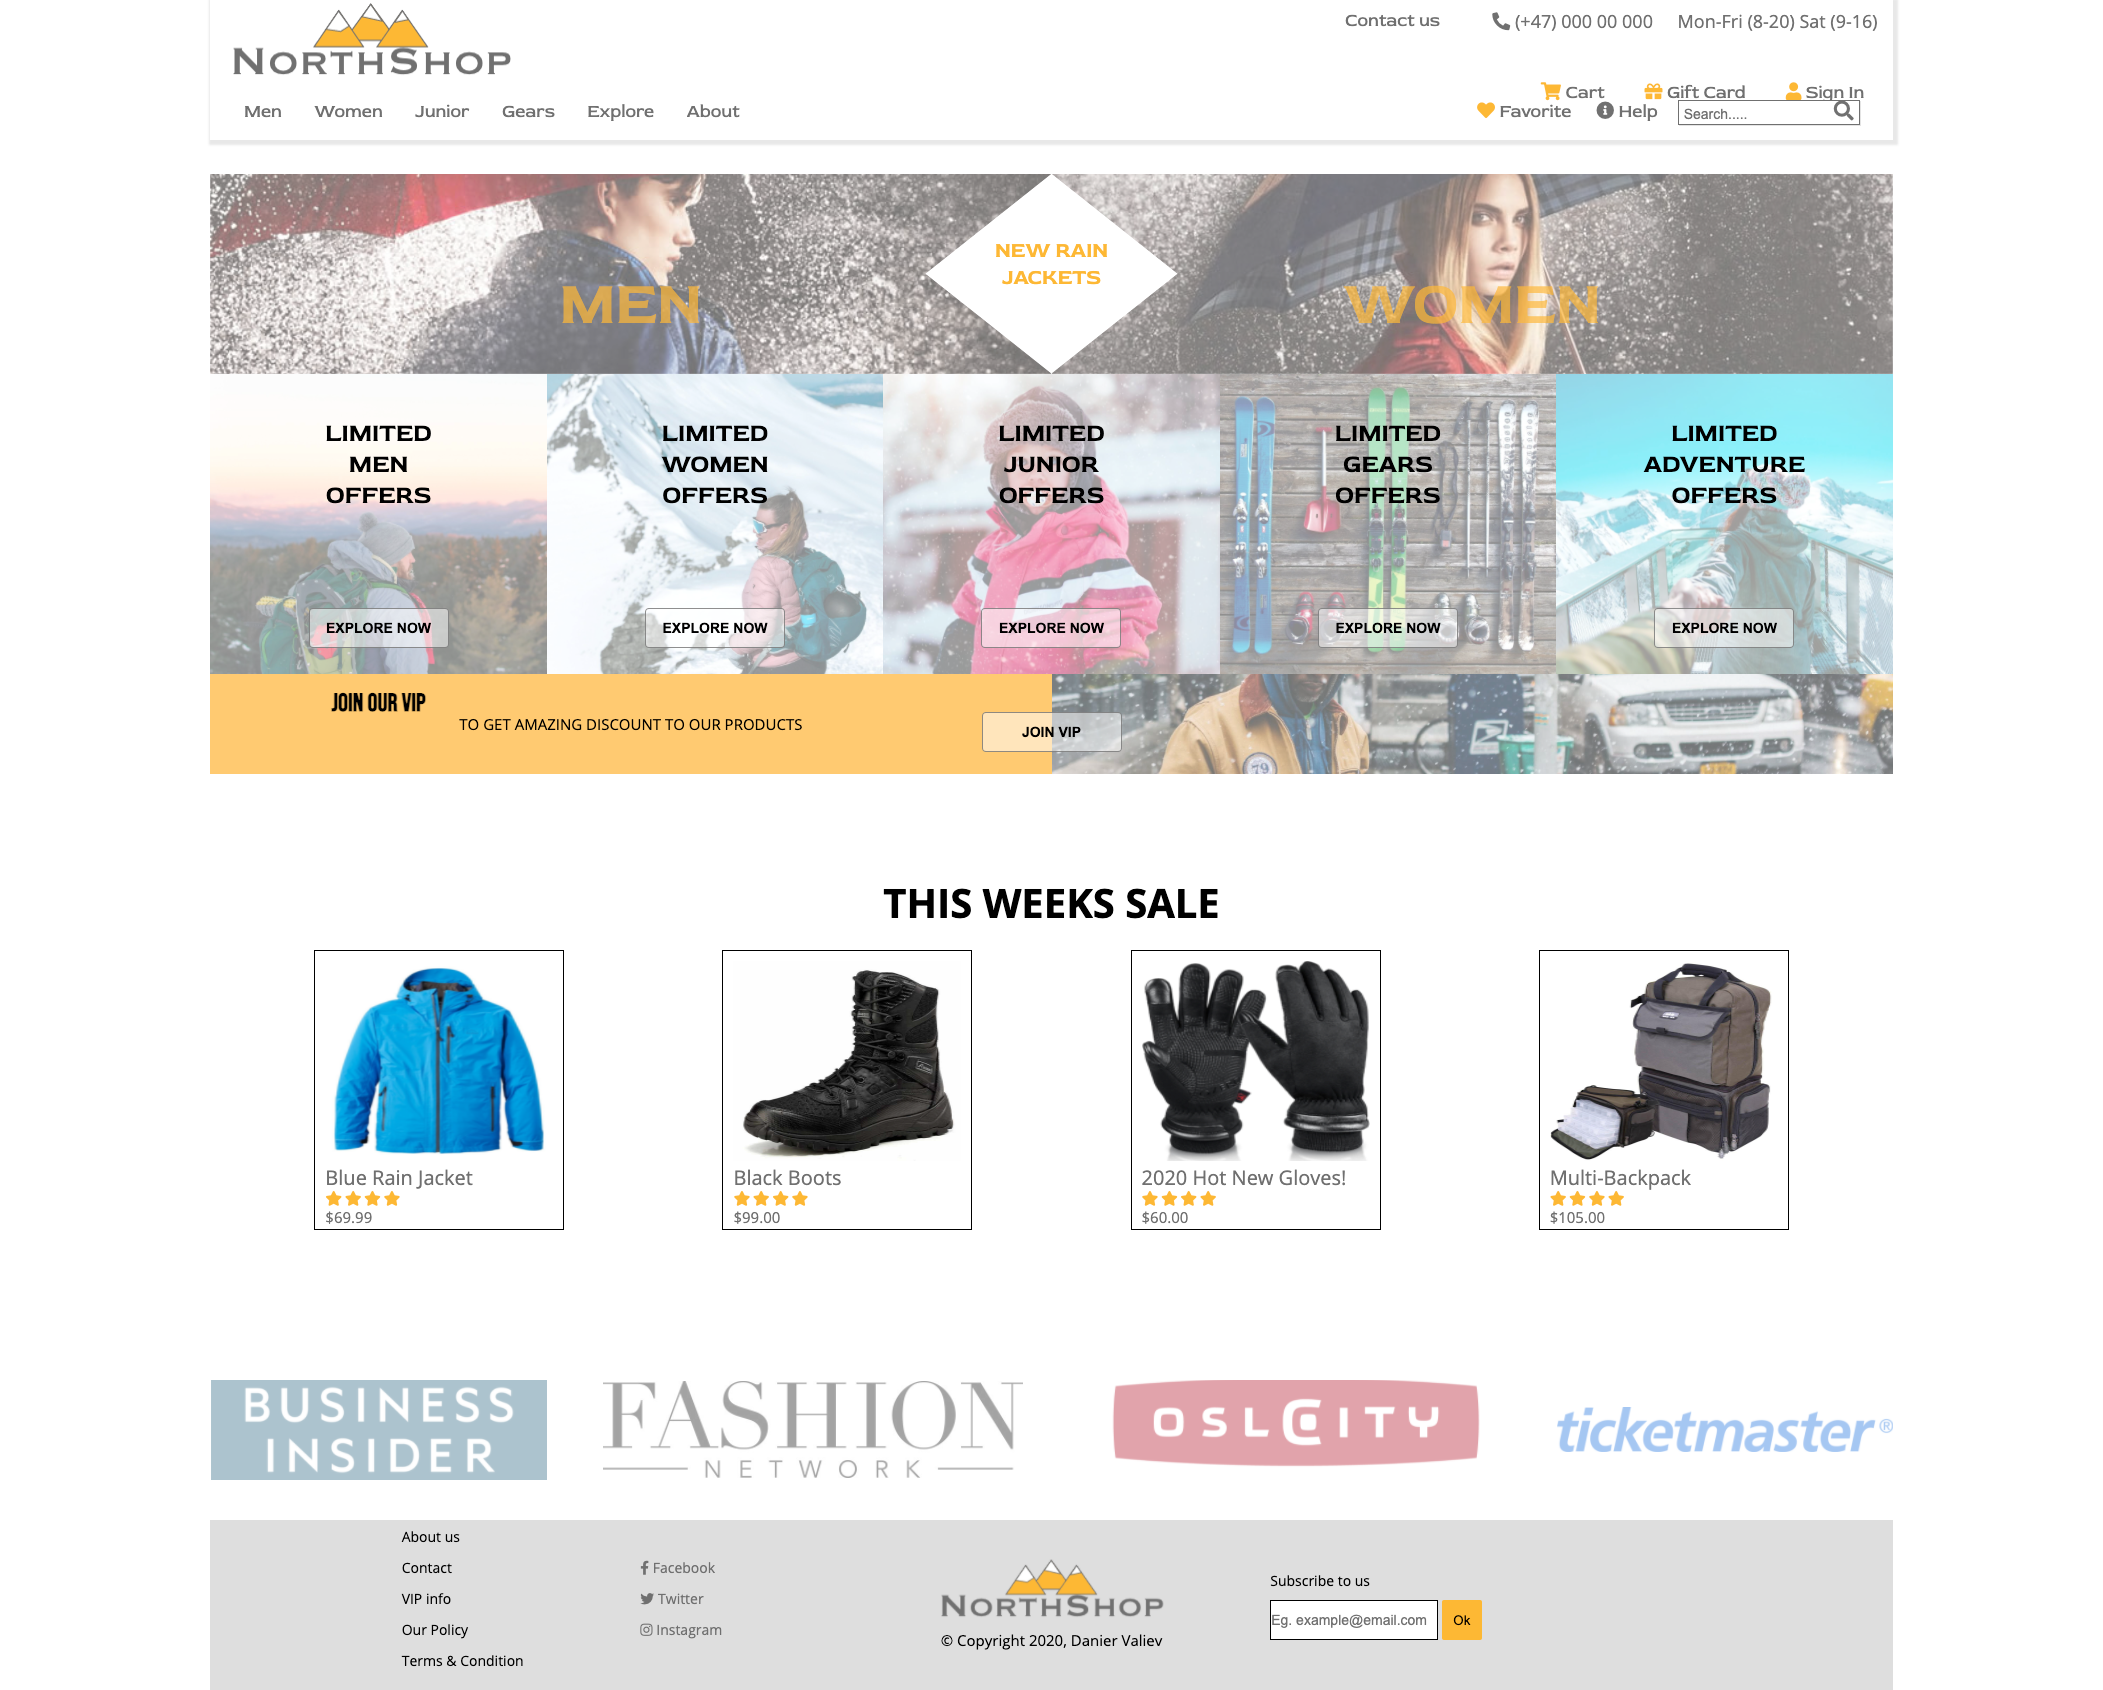 Contact us
(+47) 000 00 000
Mon-Fri (8-20) Sat (9-16)
NORTHSHOP
Cart
Gift Card
Sign In
Men
Women
Junior
Gears
Explore
About
Favorite
Help
Search.....
NEW RAIN
JACKETS
MEN
WOMEN
LIMITED
MEN
OFFERS
EXPLORE NOW
LIMITED
WOMEN
OFFERS
EXPLORE NOW
LIMITED
JUNIOR
OFFERS
EXPLORE NOW
LIMITED
GEARS
OFFERS
EXPLORE NOW
LIMITED
ADVENTURE
OFFERS
EXPLORE NOW
JOIN OUR VIP
TO GET AMAZING DISCOUNT TO OUR PRODUCTS
JOIN VIP
79
THIS WEEKS SALE
Blue Rain Jacket
$69.99
Black Boots
$99.00
2020 Hot New Gloves!
$60.00
Multi-Backpack
$105.00
BUSINESS
INSIDER
FASHION
NETWORK
OSLO CITY
ticketmaster®
About us
Contact
VIP info
Our Policy
Terms & Condition
Facebook
Twitter
Instagram
NORTHSHOP
© Copyright 2020, Danier Valiev
Subscribe to us
Eg. example@email.com
Ok